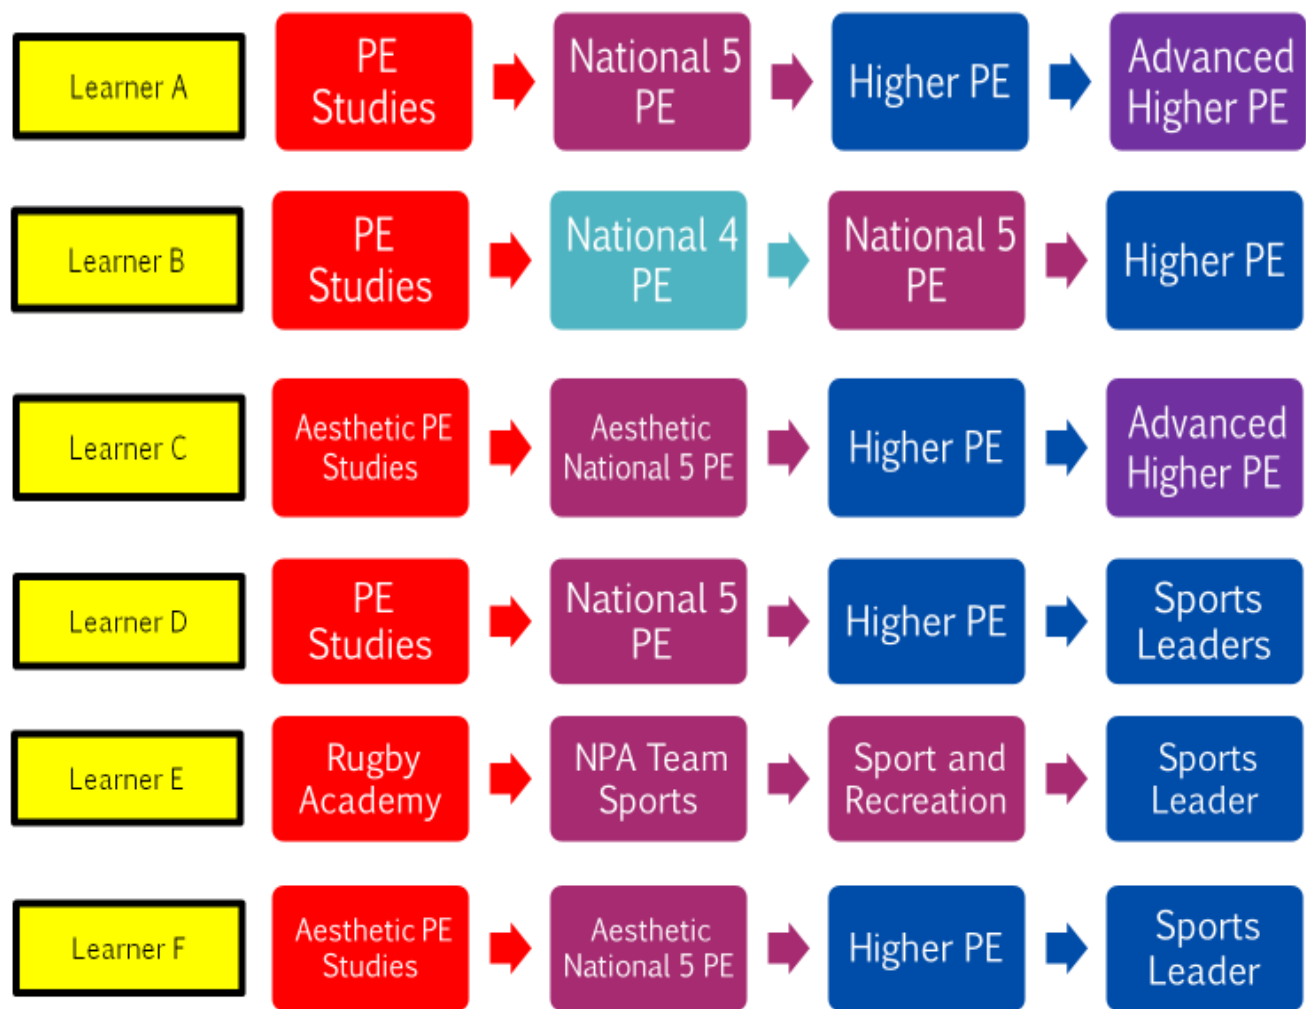 Learner A
PE
Studies
National 5
PE
Higher PE
Advanced
Higher PE
Learner B
PE
Studies
National 4
PE
National 5
PE
Higher PE
Learner C
Aesthetic PE
Studies
Aesthetic
National 5 PE
Higher PE
Advanced
Higher PE
Learner D
PE
Studies
National 5
PE
Higher PE
Sports
Leaders
Learner E
Rugby
Academy
NPA Team
Sports
Sport and
Recreation
Sports
Leader
Learner F
Aesthetic PE
Studies
Aesthetic
National 5 PE
Higher PE
Sports
Leader